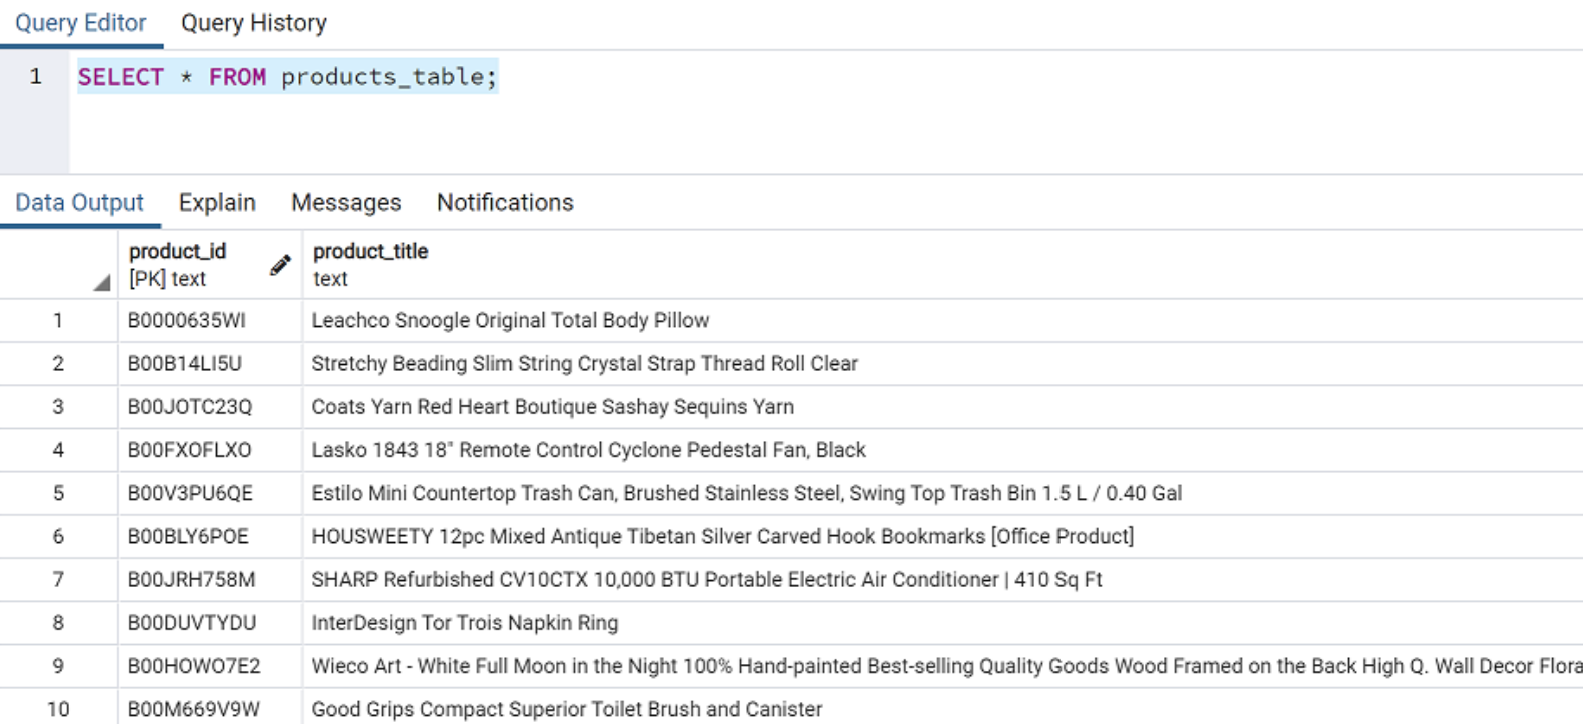 Query Editor Query History
1 SELECT * FROM products_table;
Data Output Explain Messages Notifications
product_id product_title
[PK] text text
1 B0000635WI Leachco Snoogle Original Total Body Pillow
2 B00B14LI5U Stretchy Beading Slim String Crystal Strap Thread Roll Clear
3 B00JOTC23Q Coats Yarn Red Heart Boutique Sashay Sequins Yarn
4 B00FXOFLXO Lasko 1843 18" Remote Control Cyclone Pedestal Fan, Black
5 B00V3PU6QE Estilo Mini Countertop Trash Can, Brushed Stainless Steel, Swing Top Trash Bin 1.5 L / 0.40 Gal
6 B00BLY6POE HOUSWEETY 12pc Mixed Antique Tibetan Silver Carved Hook Bookmarks [Office Product]
7 B00JRH758M SHARP Refurbished CV10CTX 10,000 BTU Portable Electric Air Conditioner | 410 Sq Ft
8 B00DUVTYDU InterDesign Tor Trois Napkin Ring
9 B00HOWO7E2 Wieco Art - White Full Moon in the Night 100% Hand-painted Best-selling Quality Goods Wood Framed on the Back High Q. Wall Decor Flora
10 B00M669V9W Good Grips Compact Superior Toilet Brush and Canister